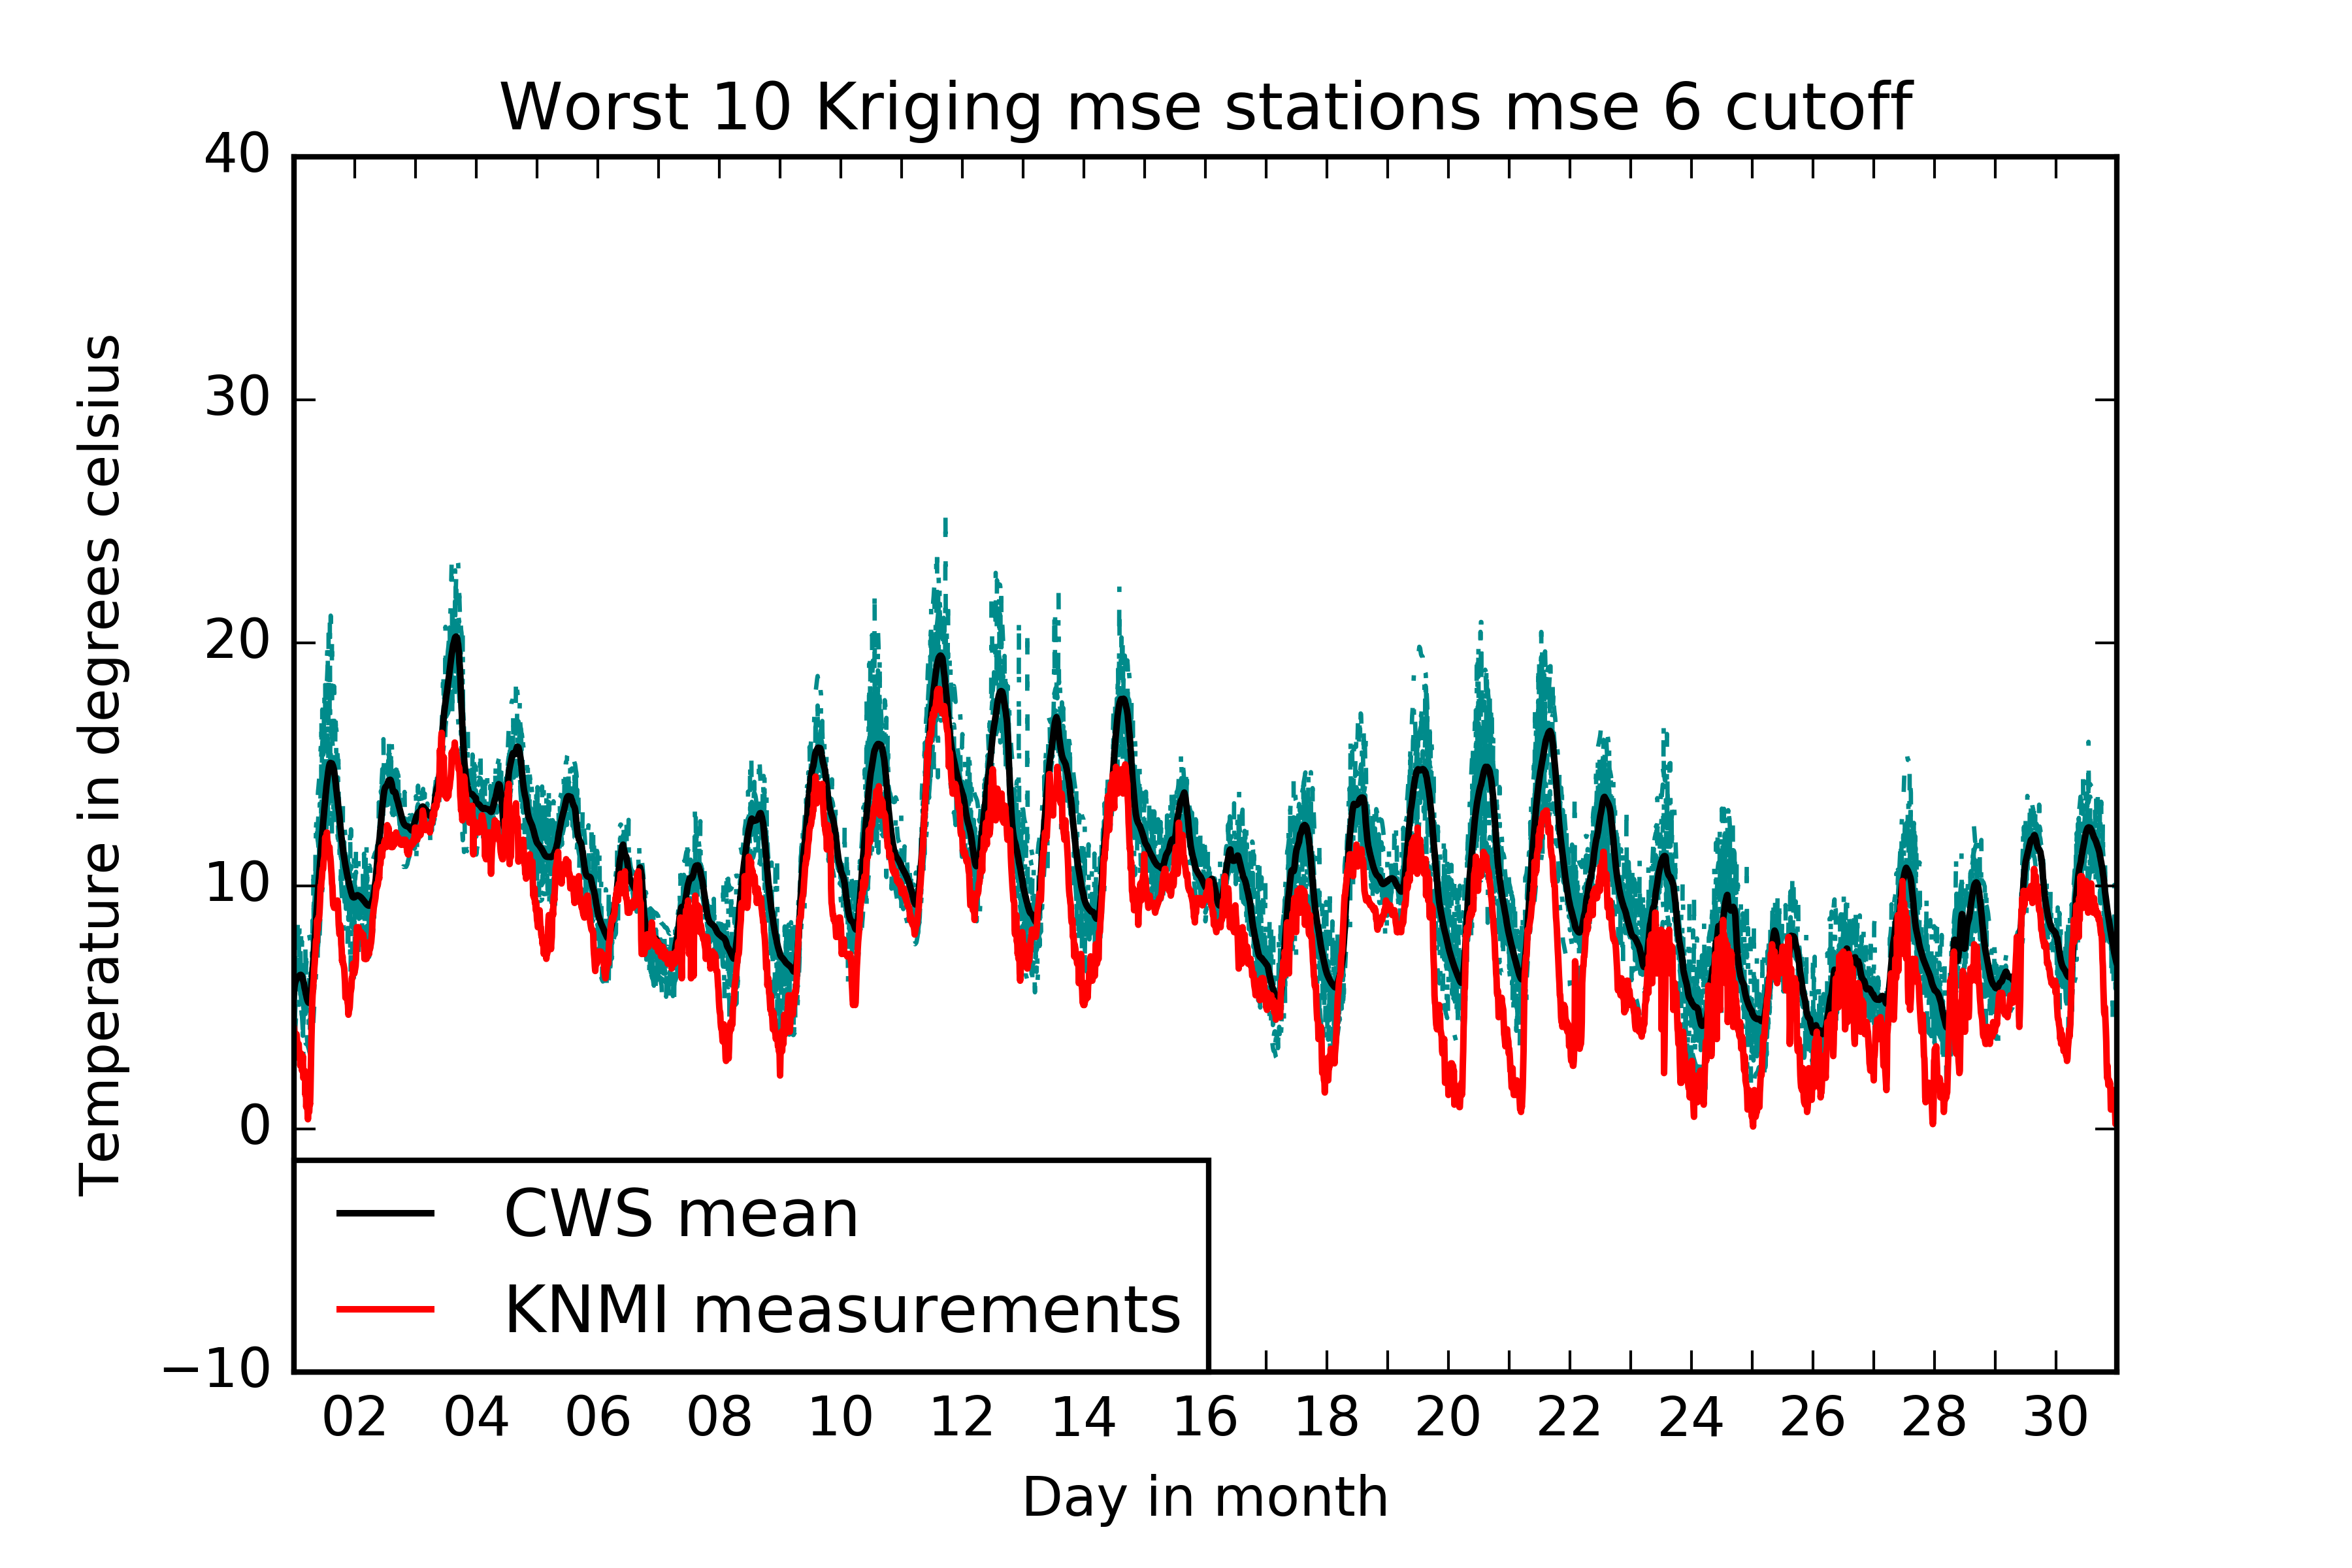 Worst 10 Kriging mse stations mse 6 cutoff
40
30
20
10
0
−10
Temperature in degrees celsius
CWS mean
KNMI measurements
02 04 06 08 10 12 14 16 18 20 22 24 26 28 30
Day in month